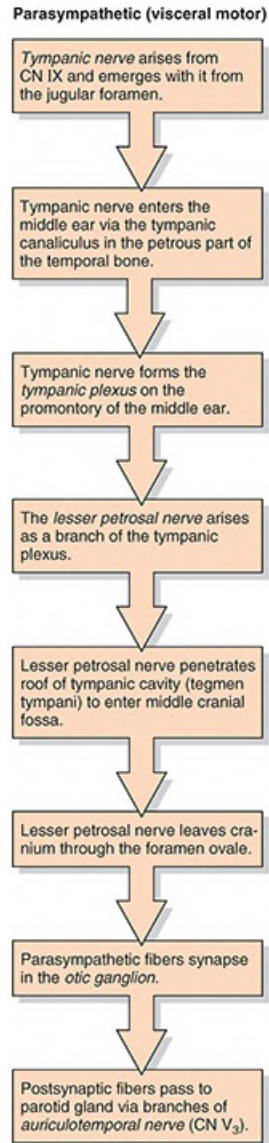 Parasympathetic (visceral motor)
Tympanic nerve arises from
CN IX and emerges with it from
the jugular foramen.
Tympanic nerve enters the
middle ear via the tympanic
canaliculus in the petrous part of
the temporal bone.
Tympanic nerve forms the
tympanic plexus on the
promontory of the middle ear.
The lesser petrosal nerve arises
as a branch of the tympanic
plexus.
Lesser petrosal nerve penetrates
roof of tympanic cavity (tegmen
tympani) to enter middle cranial
fossa.
Lesser petrosal nerve leaves cra-
nium through the foramen ovale.
Parasympathetic fibers synapse
in the otic ganglion.
Postsynaptic fibers pass to
parotid gland via branches of
auriculotemporal nerve (CN V₃).